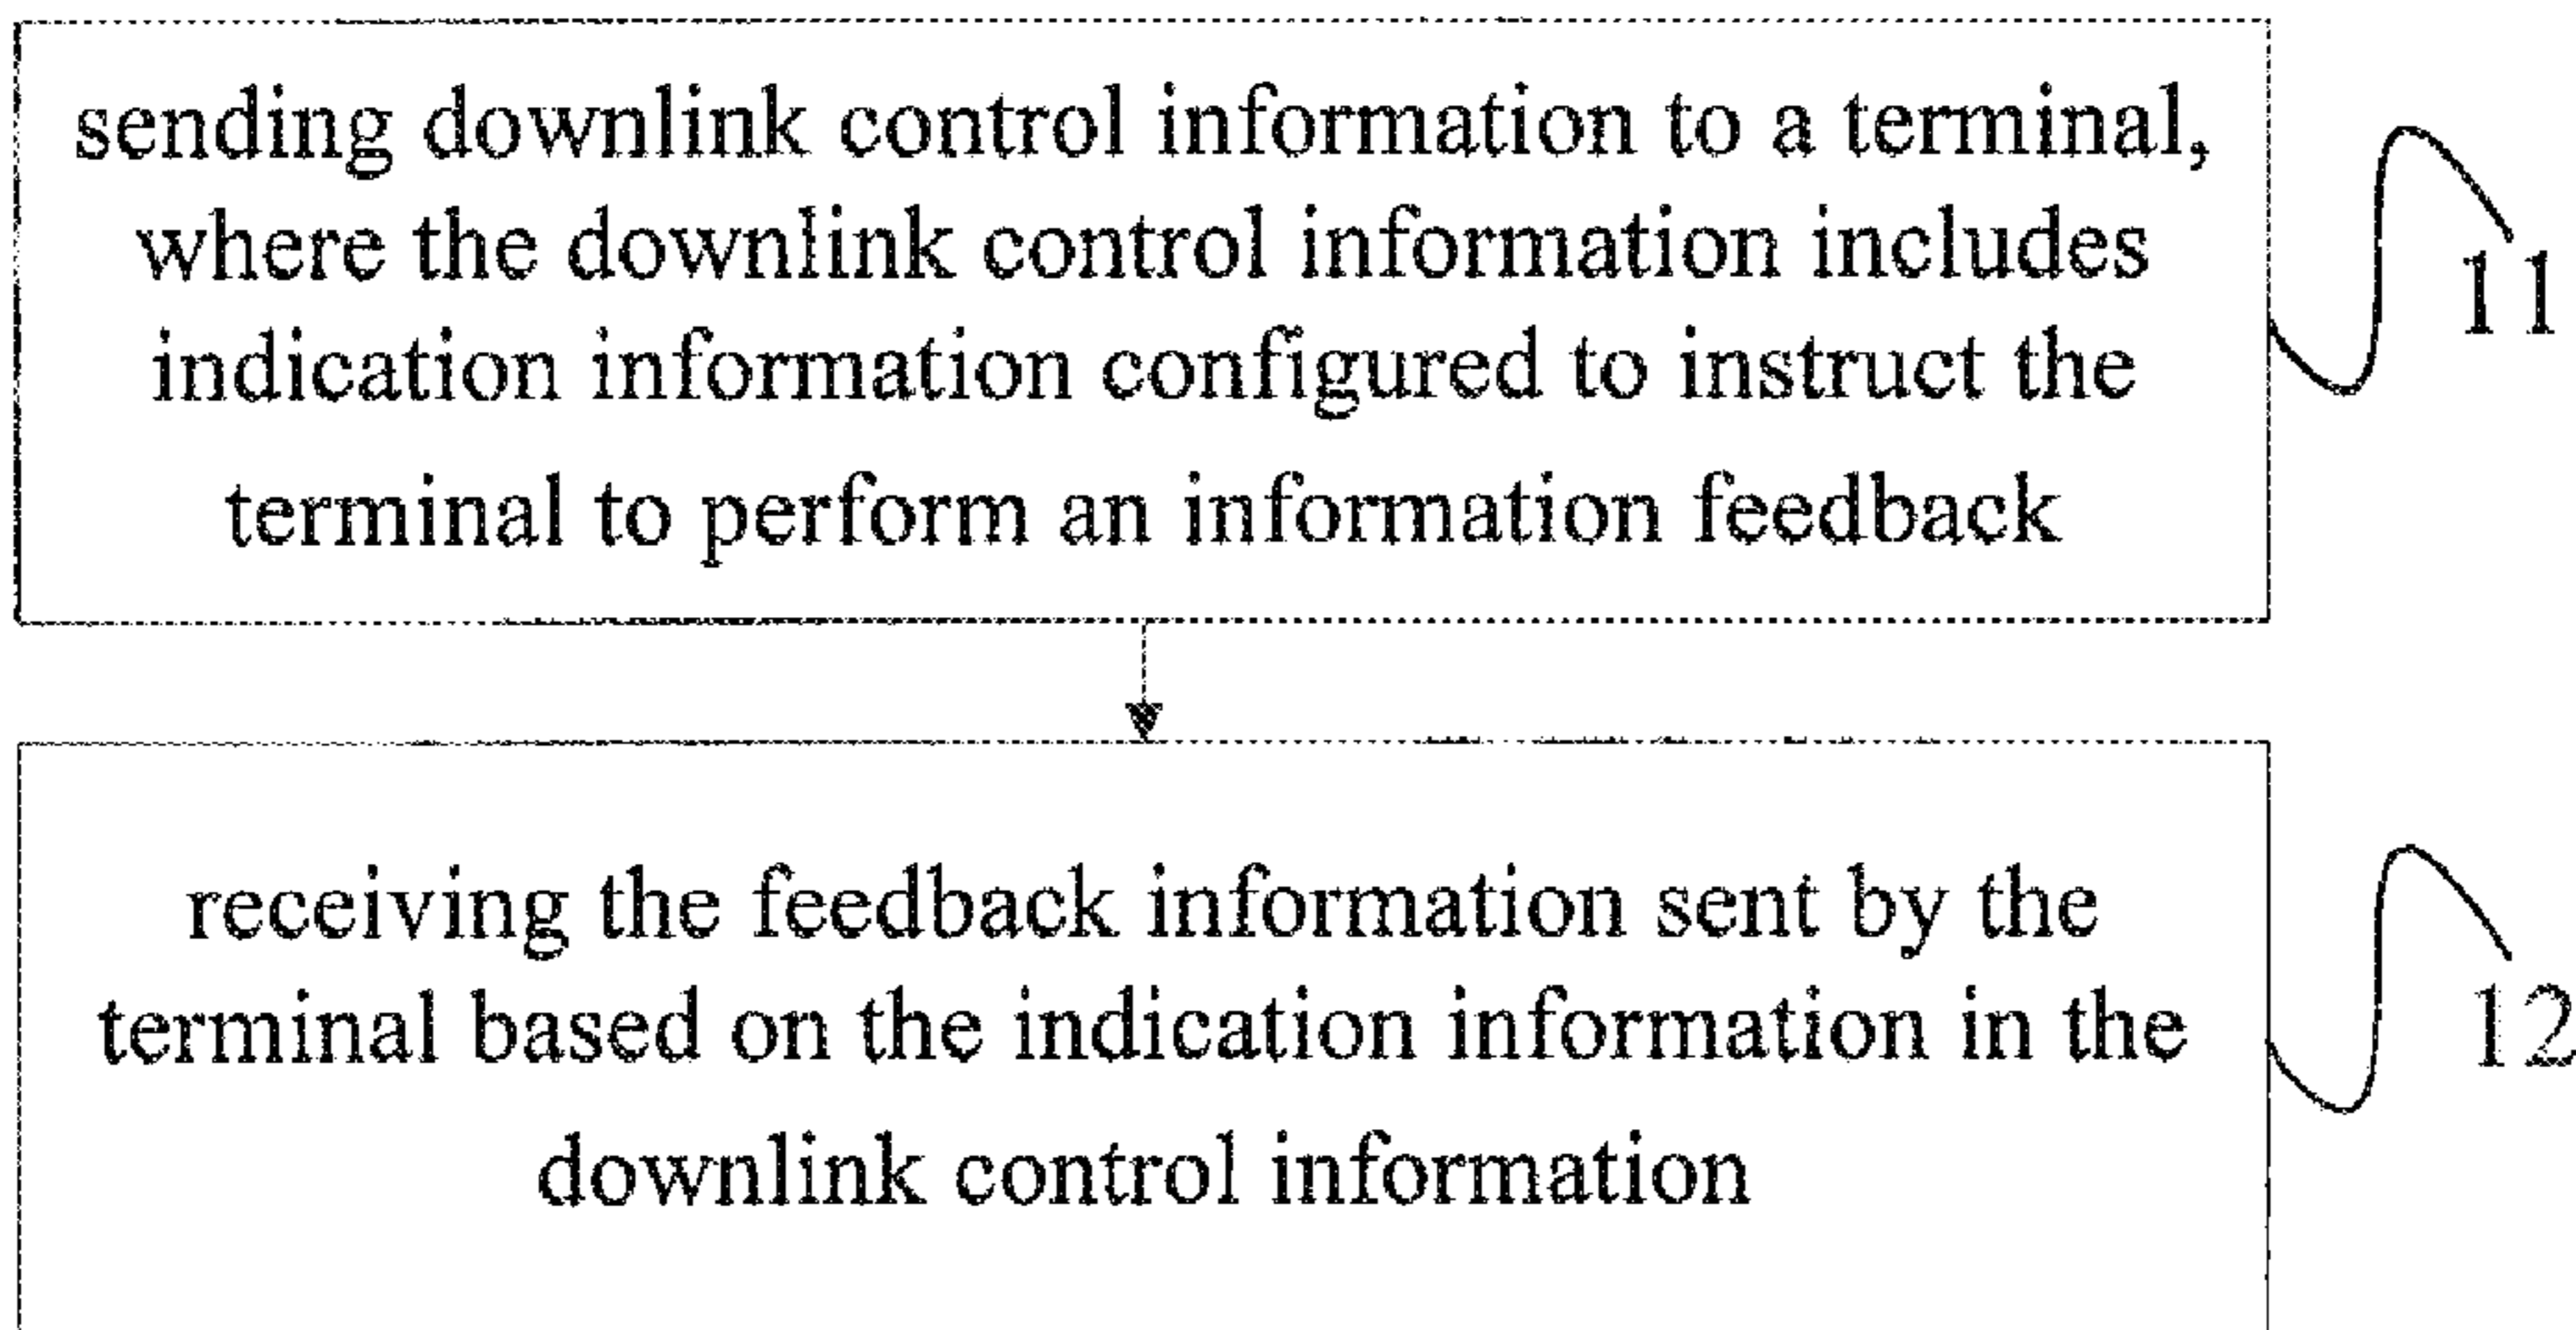 sending downlink control information to a terminal,
where the downlink control information includes
indication information configured to instruct the
terminal to perform an information feedback
11
receiving the feedback information sent by the
terminal based on the indication information in the
downlink control information
12